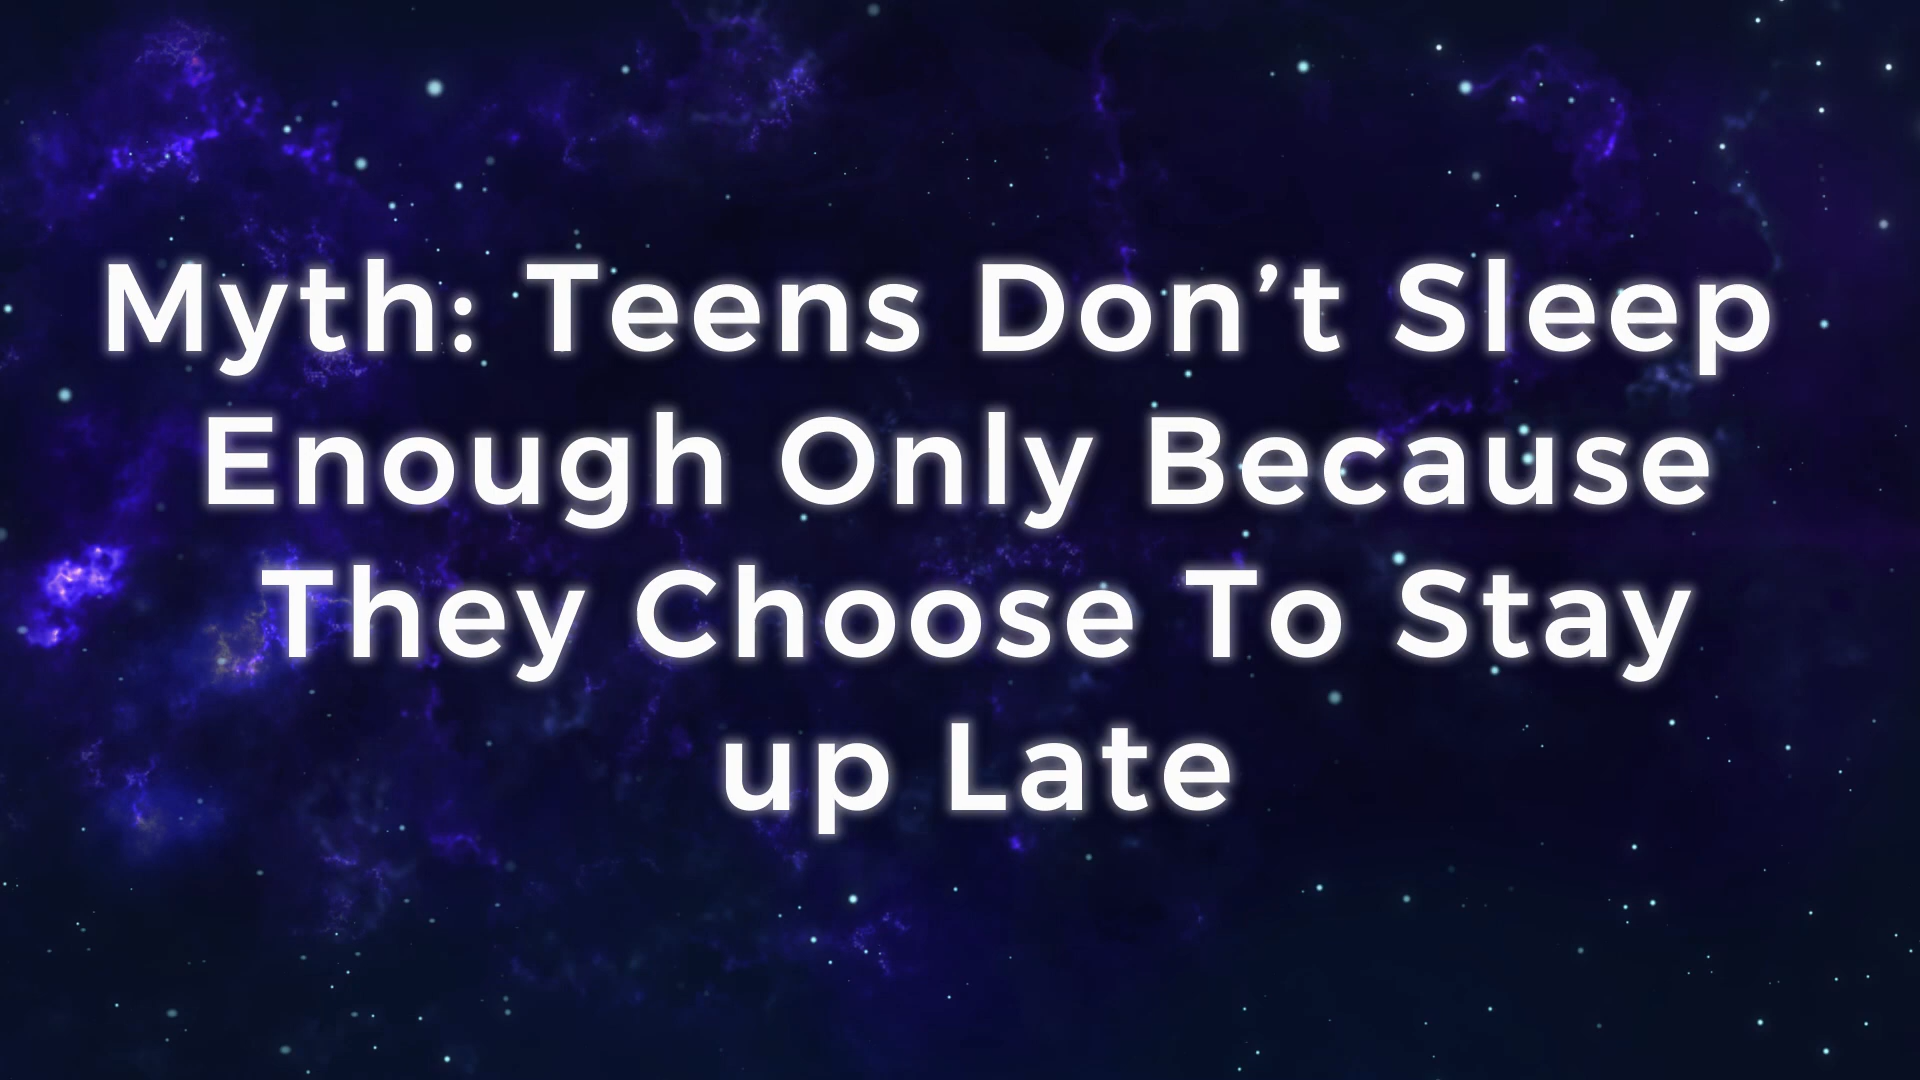 Myth: Teens Don’t Sleep
Enough Only Because
They Choose To Stay
up Late